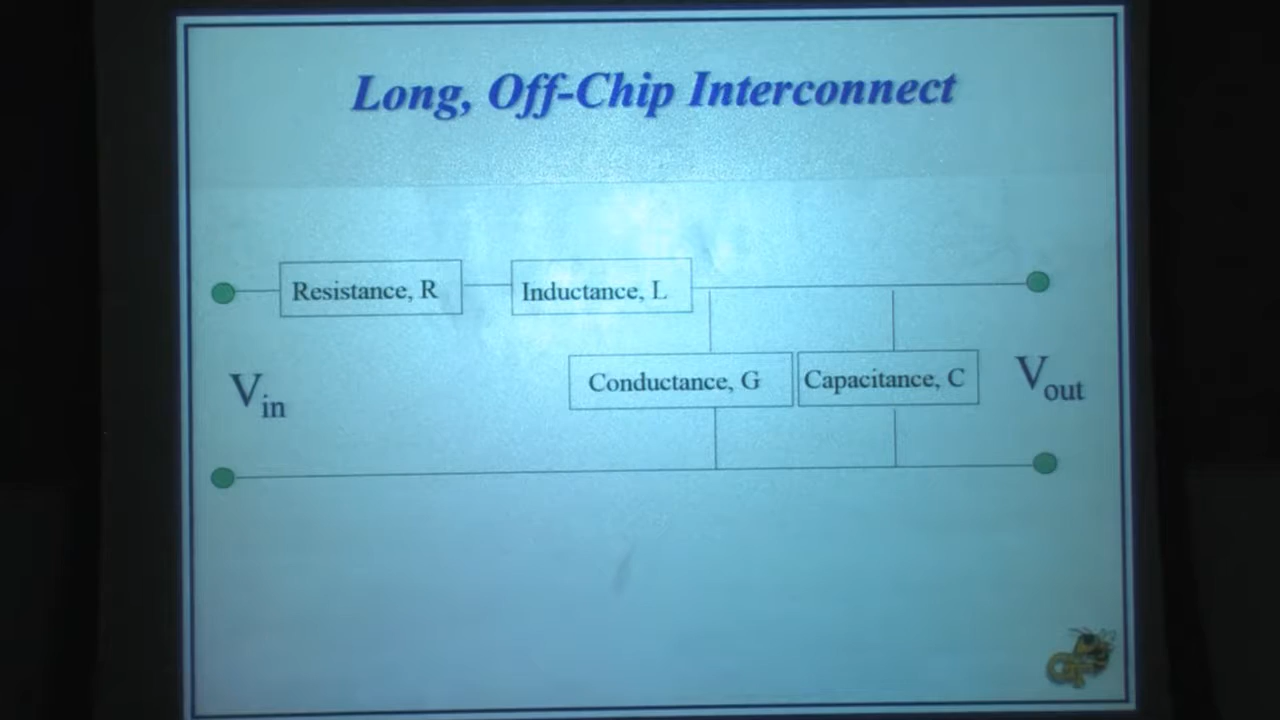 Long, Off-Chip Interconnect
Resistance, R
Inductance, L
Conductance, G
Capacitance, C
Vin
Vout